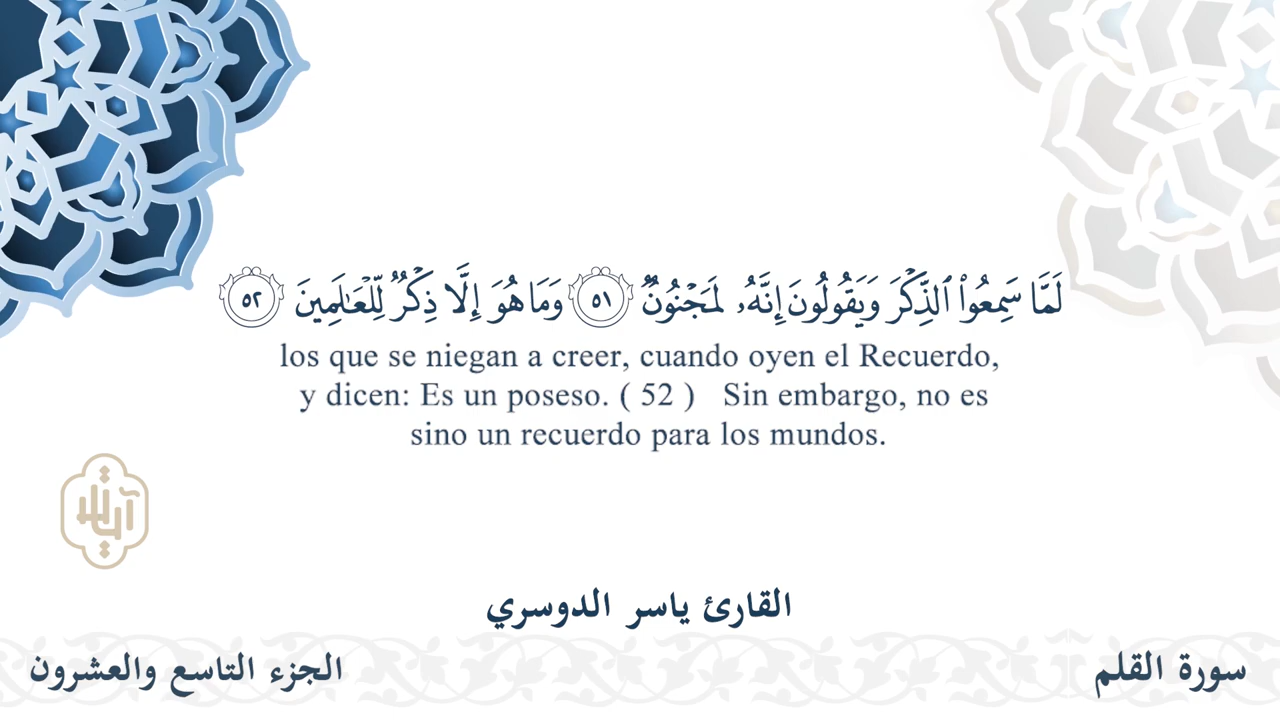 لَمَّا سَمِعُوا۟ ٱلذِّكْرَ وَيَقُولُونَ إِنَّهُۥ لَمَجْنُونٌ ٥١ وَمَا هُوَ إِلَّا ذِكْرٌ لِّلْعَـٰلَمِينَ ٥٢
los que se niegan a creer, cuando oyen el Recuerdo,
y dicen: Es un poseso. ( 52 ) Sin embargo, no es
sino un recuerdo para los mundos.
آيات
القارئ ياسر الدوسري
سورة القلم
الجزء التاسع والعشرون